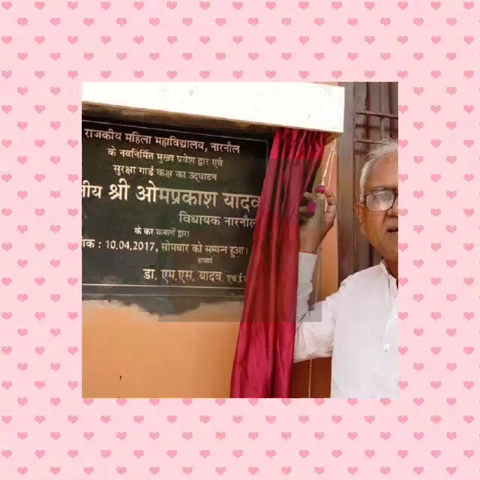 राजकीय महिला महाविद्यालय, नारनौल
के नवनिर्मित मुख्य प्रवेश द्वार एवं
सुरक्षा गार्ड कक्ष का उद्घाटन
श्री ओमप्रकाश यादव
विधायक नारनौल
के कर कमलों द्वारा
10.04.2017, सोमवार को सम्पन्न हुआ।
प्राचार्य
डॉ. एम.एस. यादव